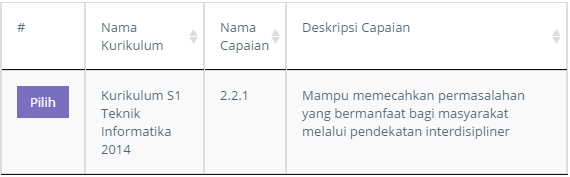 #
Nama
Kurikulum
Nama
Capaian
Deskripsi Capaian
Pilih
Kurikulum S1
Teknik
Informatika
2014
2.2.1
Mampu memecahkan permasalahan
yang bermanfaat bagi masyarakat
melalui pendekatan interdisipliner